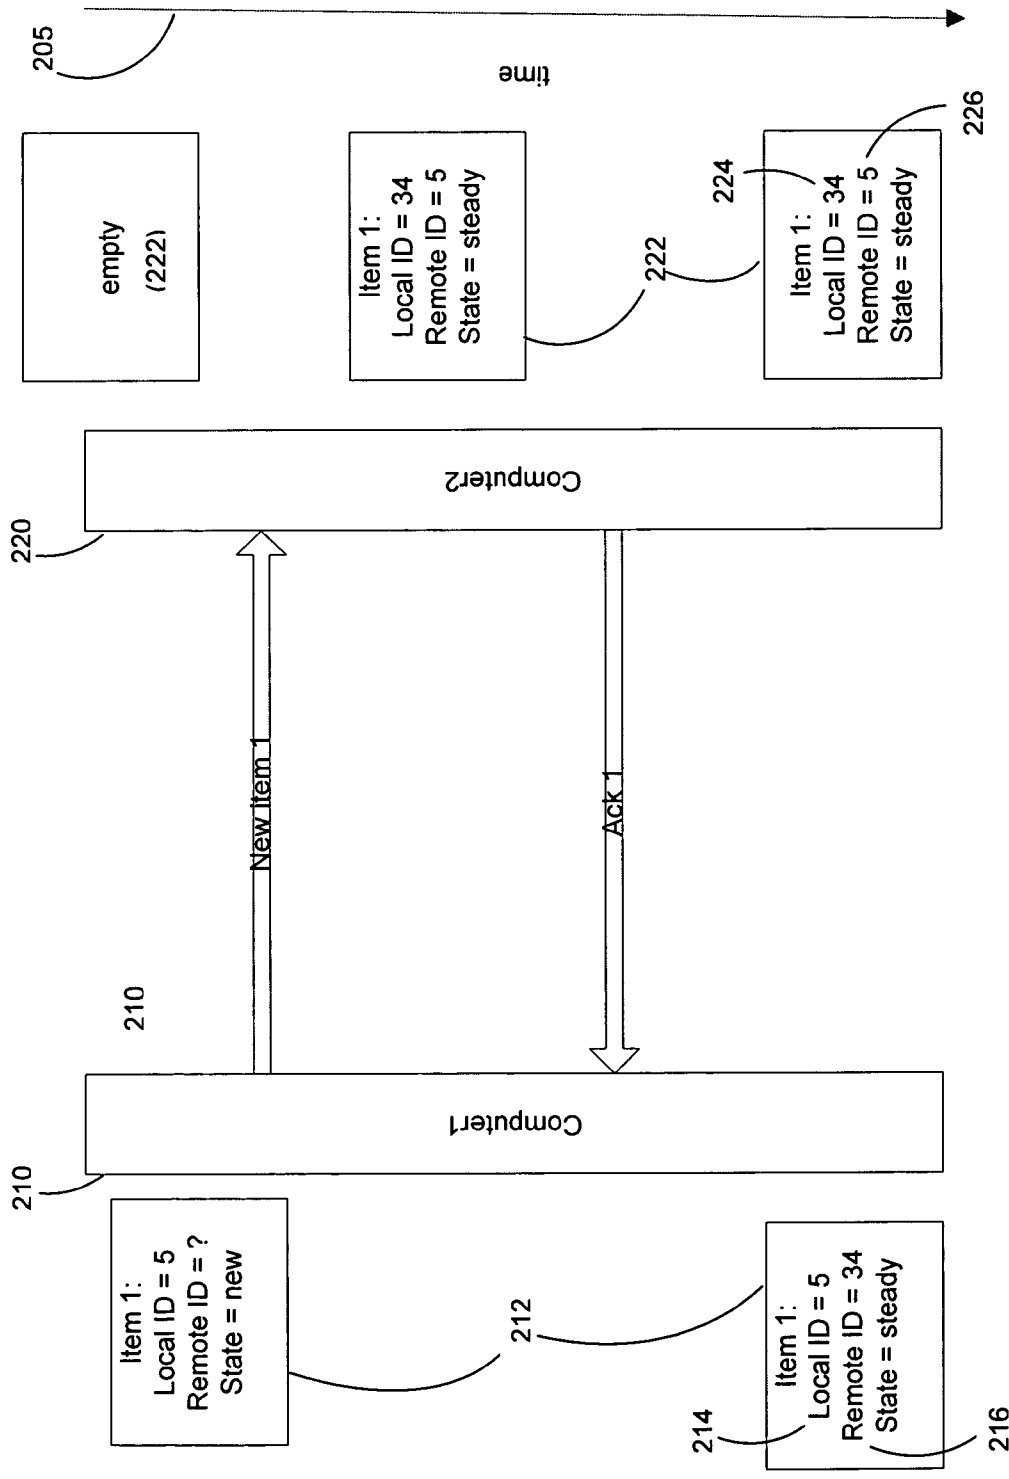 210
220
205
Item 1:
Local ID = 5
Remote ID = ?
State = new
210
empty
(222)
New item 1
212
Computer1
Computer2
time
Item 1:
Local ID = 34
Remote ID = 5
State = steady
222
Ack 1
214
Item 1:
Local ID = 5
Remote ID = 34
State = steady
216
224
Item 1:
Local ID = 34
Remote ID = 5
State = steady
226